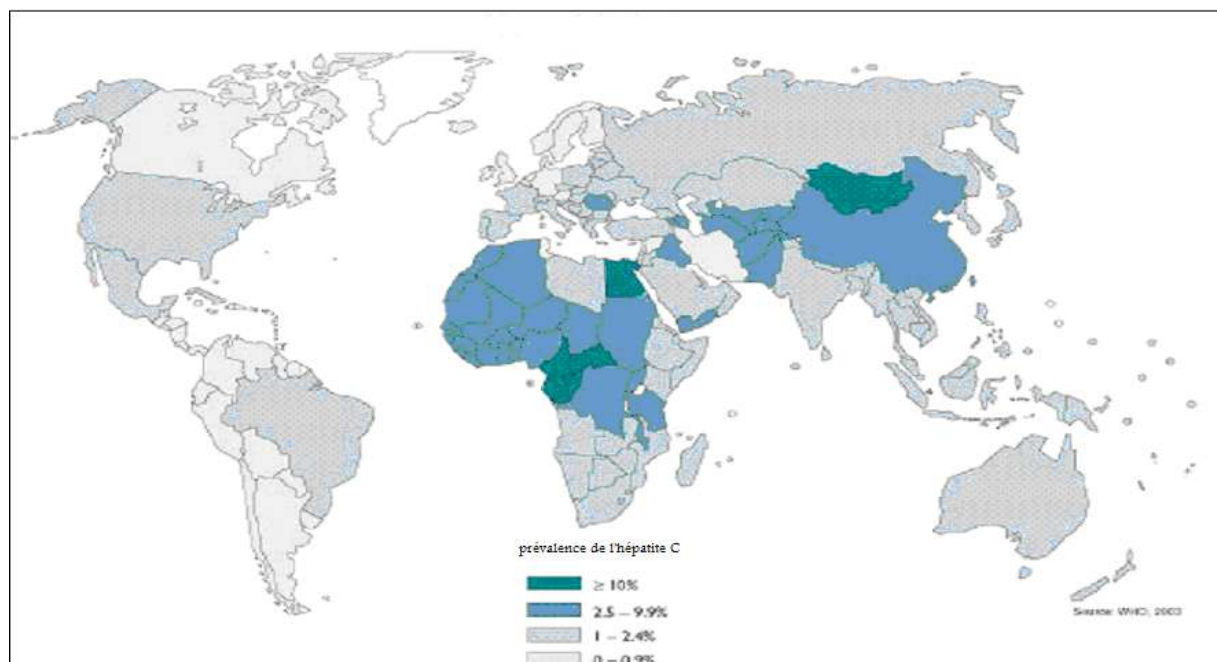 prévalence de l'hépatite C
≥ 10%
2.5 – 9.9%
1 – 2.4%
0 – 0.9%
Source: WHO, 2003